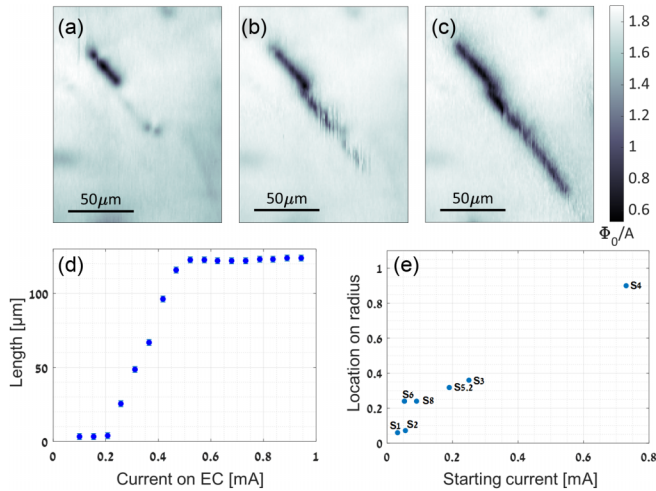 (a) (b) (c)
50μm 50μm 50μm
1.8
1.6
1.4
1.2
1
0.8
0.6
Φ₀/A
(d)
Length [μm]
100
50
0
0 0.2 0.4 0.6 0.8 1
Current on EC [mA]
(e)
Location on radius
1
0.8
0.6
0.4
0.2
0
0 0.2 0.4 0.6 0.8
Starting current [mA]
S4
S3
S5.2
S6
S8
S1
S2